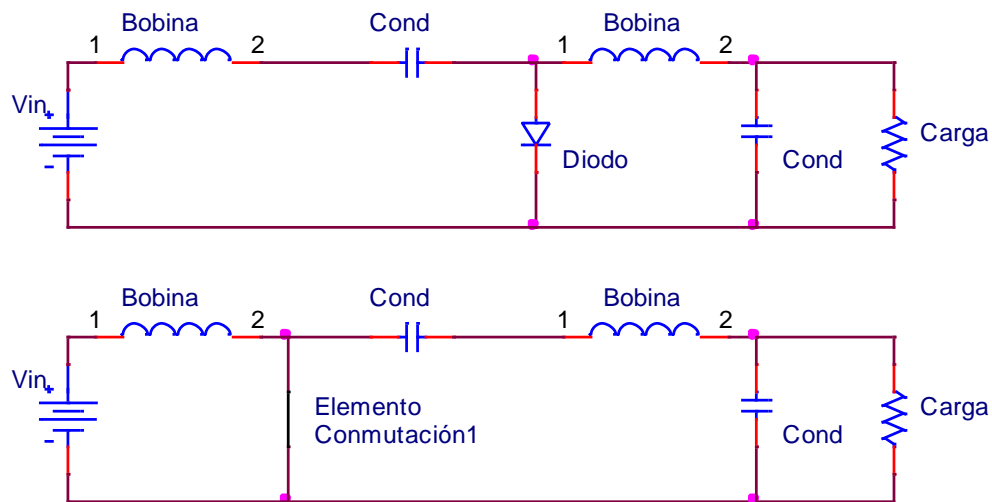 Bobina
Cond
Bobina
1
2
1
2
Vin
+
-
Diodo
Cond
Carga
Bobina
Cond
Bobina
1
2
1
2
Vin
+
-
Elemento
Conmutación1
Cond
Carga